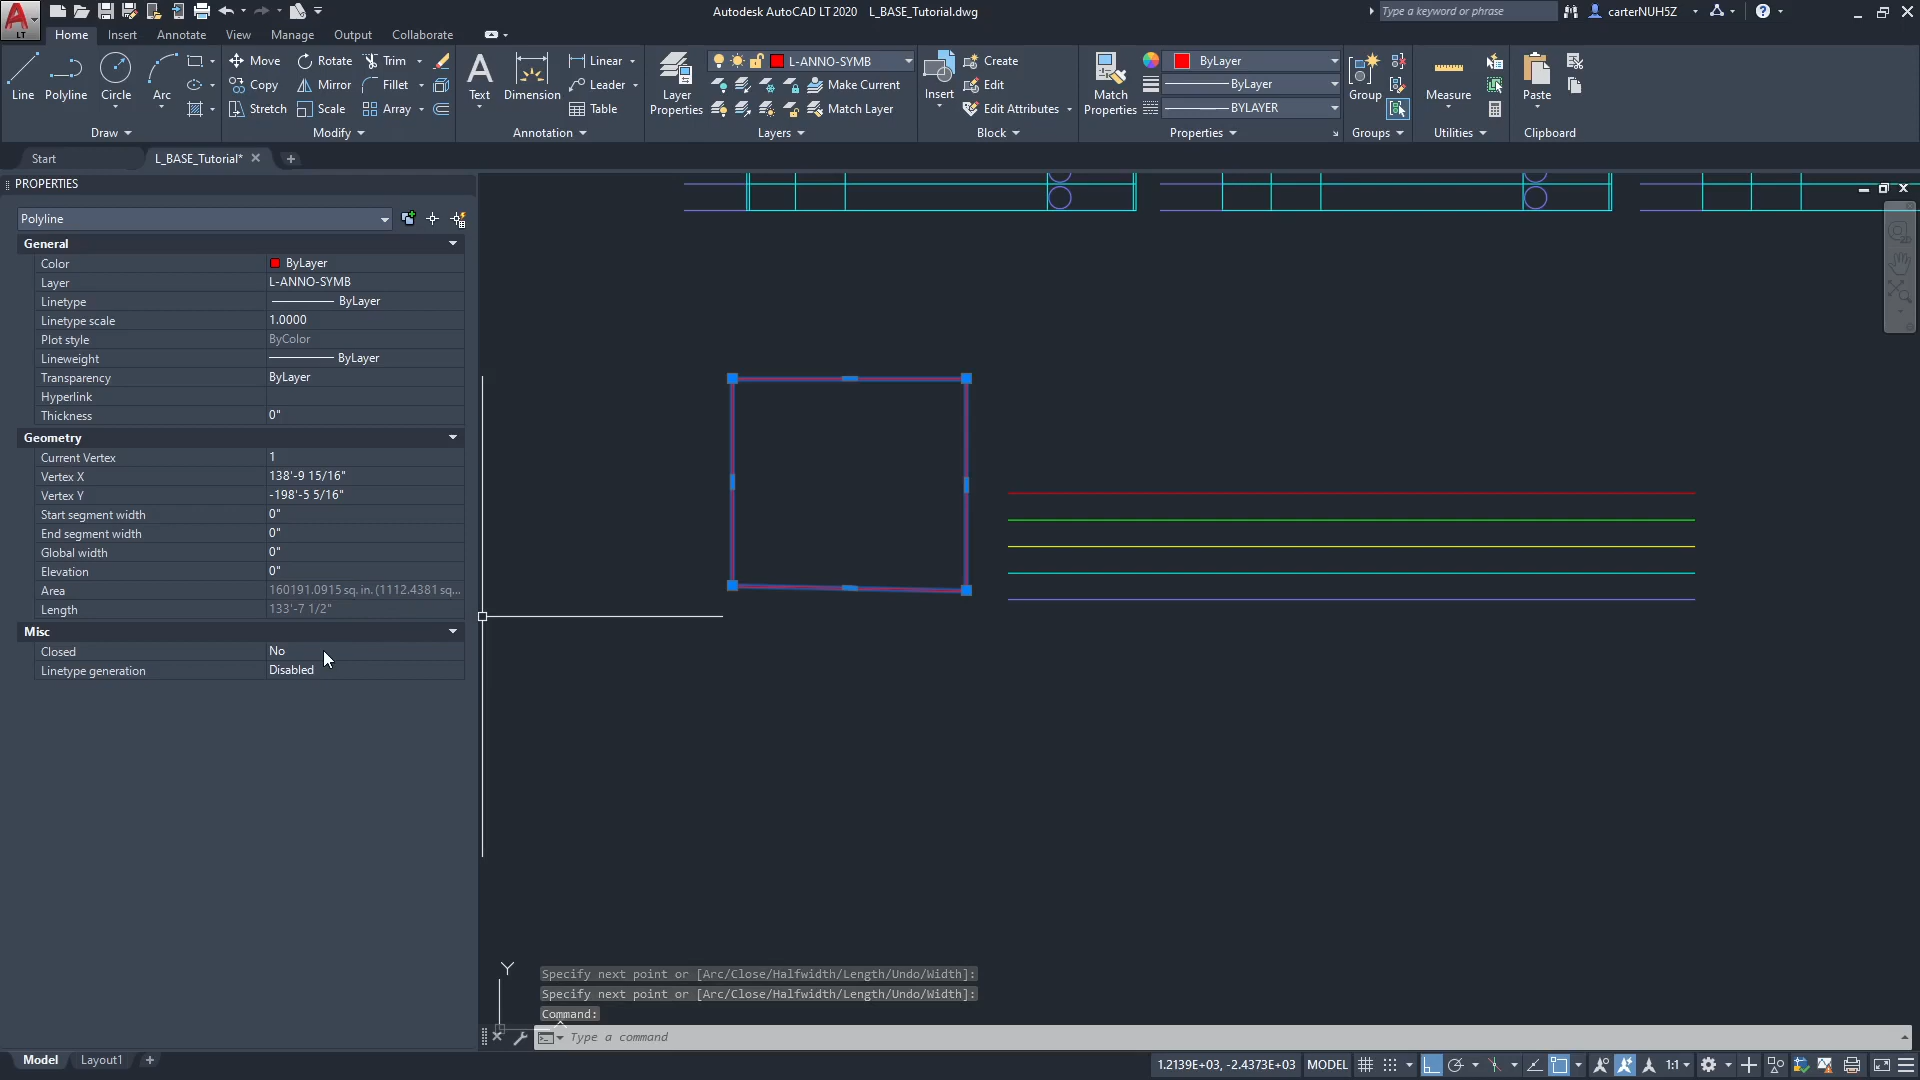 LT
Autodesk AutoCAD LT 2020 L_BASE_Tutorial.dwg
Type a keyword or phrase
carterNUH5Z
Home Insert Annotate View Manage Output Collaborate
Line
Polyline
Circle
Arc
Draw
Move Rotate Trim
Copy Mirror Fillet
Stretch Scale Array
Modify
Text
Dimension
Linear
Leader
Table
Annotation
Layer
Properties
L-ANNO-SYMB
Make Current
Match Layer
Layers
Insert
Create
Edit
Edit Attributes
Block
Match
Properties
ByLayer
ByLayer
BYLAYER
Properties
Group
Groups
Measure
Utilities
Paste
Clipboard
Start L_BASE_Tutorial*
PROPERTIES
Polyline
General
Color ByLayer
Layer L-ANNO-SYMB
Linetype ByLayer
Linetype scale 1.0000
Plot style ByColor
Lineweight ByLayer
Transparency ByLayer
Hyperlink
Thickness 0"
Geometry
Current Vertex 1
Vertex X 138'-9 15/16"
Vertex Y -198'-5 5/16"
Start segment width 0"
End segment width 0"
Global width 0"
Elevation 0"
Area 160191.0915 sq. in. (1112.4381 sq...
Length 133'-7 1/2"
Misc
Closed No
Linetype generation Disabled
Y
Specify next point or [Arc/Close/Halfwidth/Length/Undo/Width]:
Specify next point or [Arc/Close/Halfwidth/Length/Undo/Width]:
Command:
Type a command
Model Layout1
1.2139E+03, -2.4373E+03 MODEL 1:1